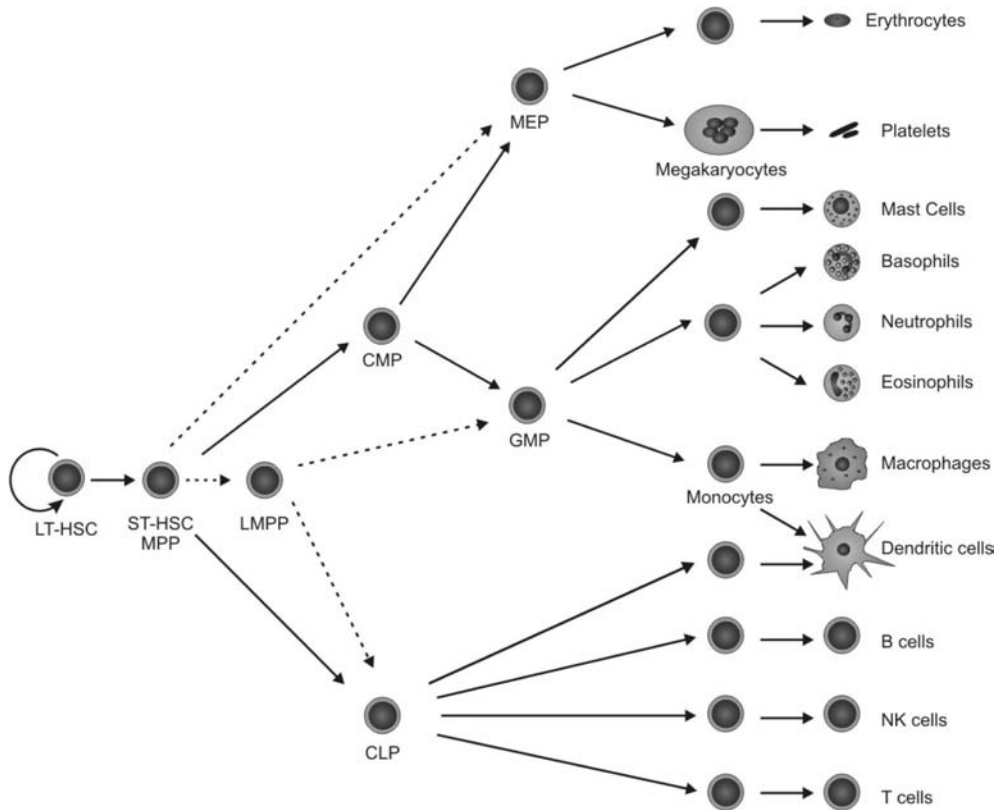 Erythrocytes
MEP
Platelets
Megakaryocytes
Mast Cells
Basophils
Neutrophils
CMP
Eosinophils
GMP
Macrophages
Monocytes
LT-HSC
ST-HSC
MPP
LMPP
Dendritic cells
B cells
NK cells
CLP
T cells